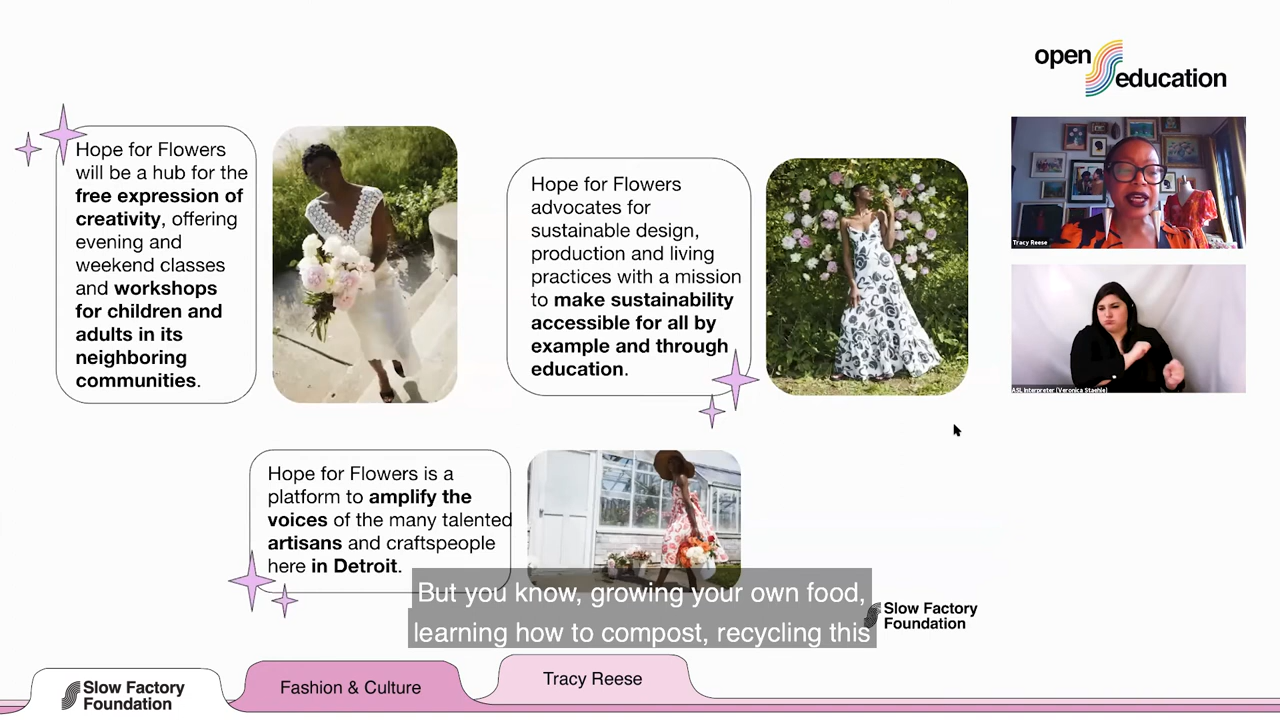 open
education
Hope for Flowers
will be a hub for the
free expression of
creativity, offering
evening and
weekend classes
and workshops
for children and
adults in its
neighboring
communities.
Hope for Flowers
advocates for
sustainable design,
production and living
practices with a mission
to make sustainability
accessible for all by
example and through
education.
Tracy Reese
ASL Interpreter (Veronica Staehle)
Hope for Flowers is a
platform to amplify the
voices of the many talented
artisans and craftspeople
here in Detroit.
But you know, growing your own food,
learning how to compost, recycling this
Slow Factory
Foundation
Slow Factory
Foundation
Fashion & Culture
Tracy Reese